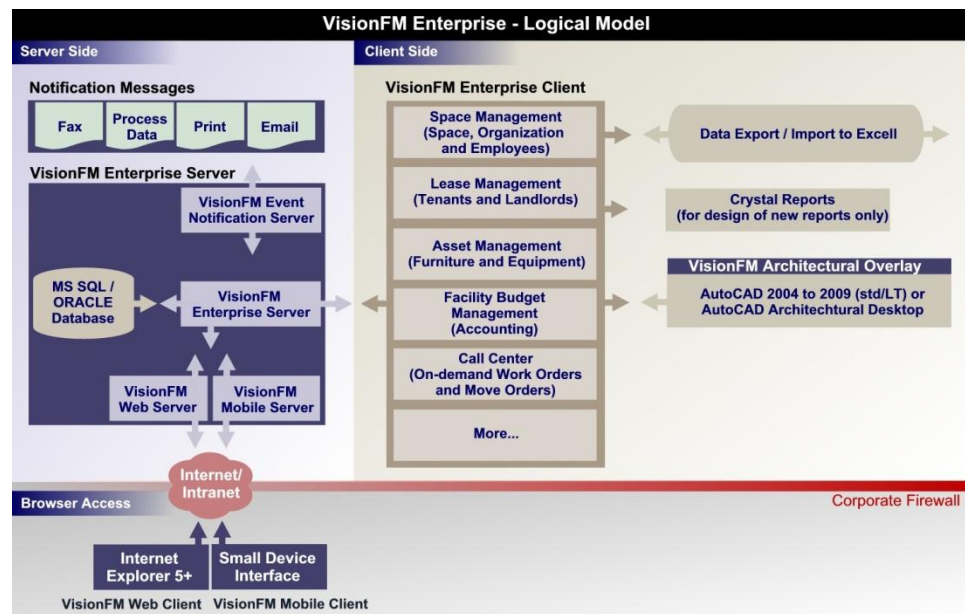 VisionFM Enterprise - Logical Model
Server Side
Client Side
Notification Messages
Fax
Process
Data
Print
Email
VisionFM Enterprise Server
VisionFM Event
Notification Server
MS SQL /
ORACLE
Database
VisionFM
Enterprise Server
VisionFM
Web Server
VisionFM
Mobile Server
VisionFM Enterprise Client
Space Management
(Space, Organization
and Employees)
Lease Management
(Tenants and Landlords)
Asset Management
(Furniture and Equipment)
Facility Budget
Management
(Accounting)
Call Center
(On-demand Work Orders
and Move Orders)
More...
Data Export / Import to Excell
Crystal Reports
(for design of new reports only)
VisionFM Architectural Overlay
AutoCAD 2004 to 2009 (std/LT) or
AutoCAD Architechtural Desktop
Internet/
Intranet
Browser Access
Corporate Firewall
Internet
Explorer 5+
Small Device
Interface
VisionFM Web Client
VisionFM Mobile Client